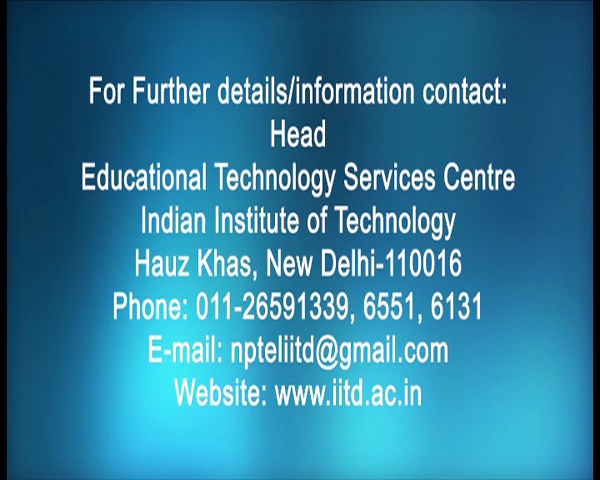 For Further details/information contact:
Head
Educational Technology Services Centre
Indian Institute of Technology
Hauz Khas, New Delhi-110016
Phone: 011-26591339, 6551, 6131
E-mail: npteliitd@gmail.com
Website: www.iitd.ac.in